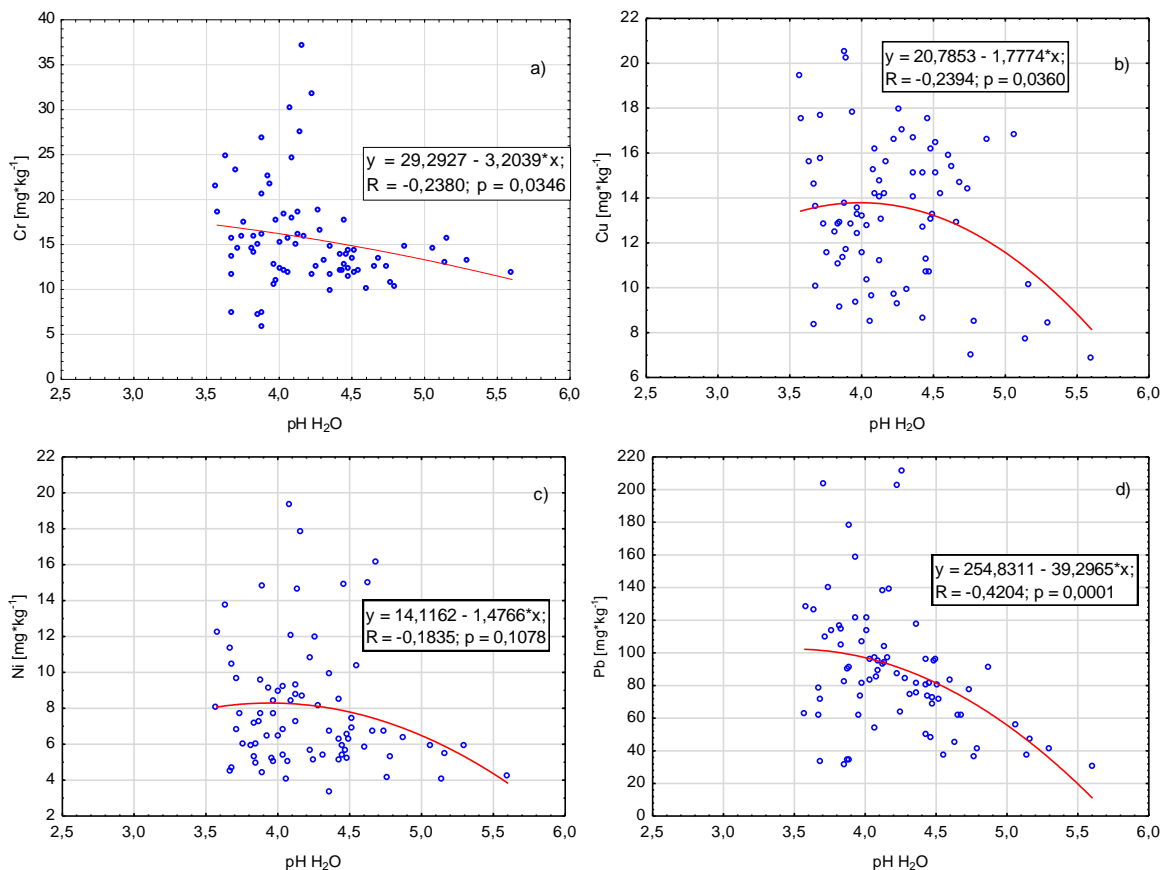 40
35
30
25
20
15
10
5
0
Cr [mg*kg-1]
a)
y = 29,2927 - 3,2039*x;
R = -0,2380; p = 0,0346
2,5 3,0 3,5 4,0 4,5 5,0 5,5 6,0
pH H₂O
22
20
18
16
14
12
10
8
6
Cu [mg*kg-1]
y = 20,7853 - 1,7774*x;
R = -0,2394; p = 0,0360
b)
2,5 3,0 3,5 4,0 4,5 5,0 5,5 6,0
pH H₂O
22
20
18
16
14
12
10
8
6
4
2
Ni [mg*kg-1]
c)
y = 14,1162 - 1,4766*x;
R = -0,1835; p = 0,1078
2,5 3,0 3,5 4,0 4,5 5,0 5,5 6,0
pH H₂O
220
200
180
160
140
120
100
80
60
40
20
0
Pb [mg*kg-1]
d)
y = 254,8311 - 39,2965*x;
R = -0,4204; p = 0,0001
2,5 3,0 3,5 4,0 4,5 5,0 5,5 6,0
pH H₂O